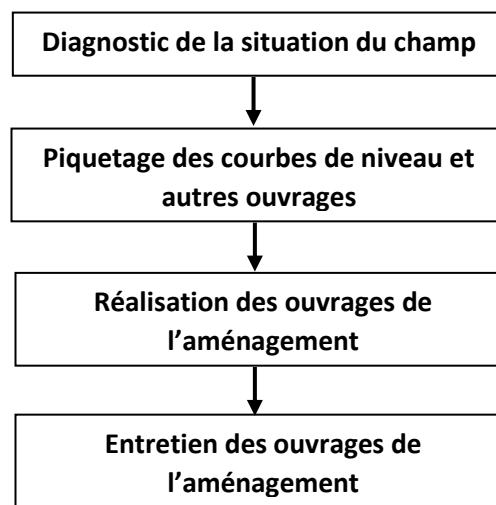 Diagnostic de la situation du champ
Piquetage des courbes de niveau et
autres ouvrages
Réalisation des ouvrages de
l’aménagement
Entretien des ouvrages de
l’aménagement